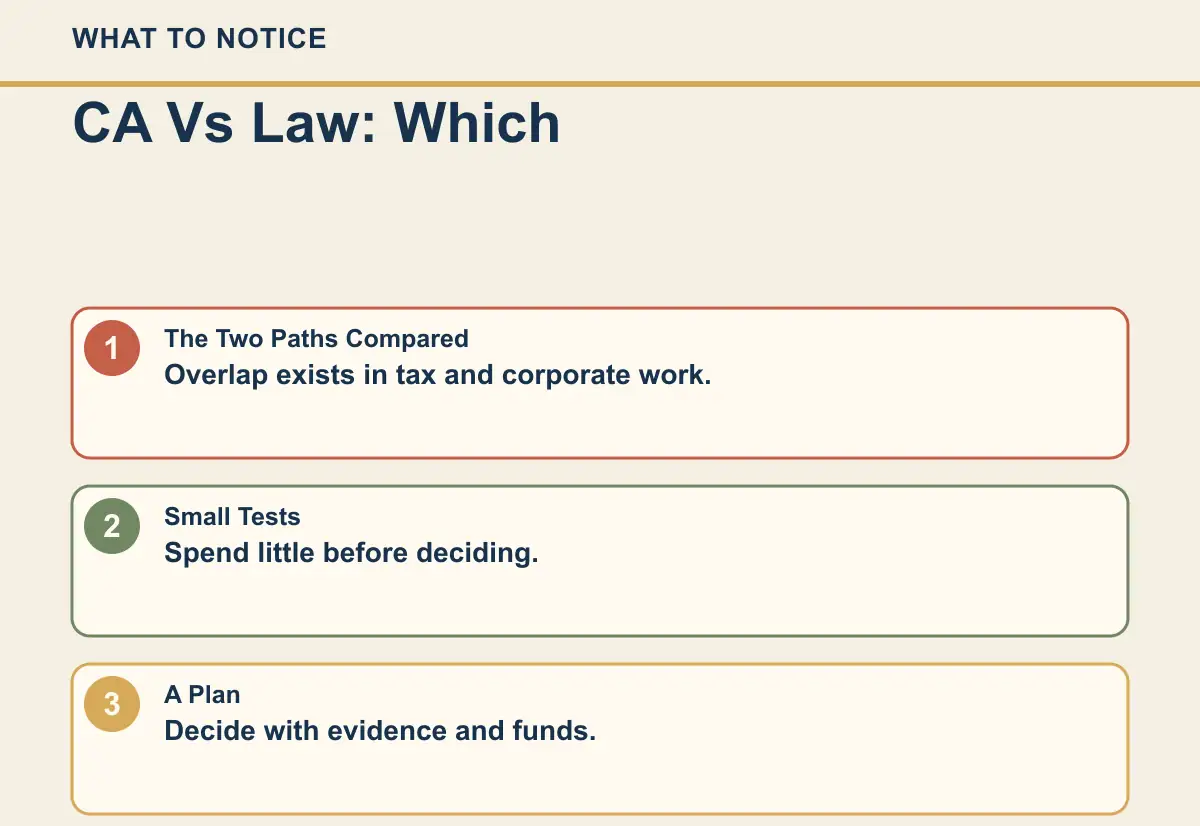 WHAT TO NOTICE
CA Vs Law: Which
1
The Two Paths Compared
Overlap exists in tax and corporate work.
2
Small Tests
Spend little before deciding.
3
A Plan
Decide with evidence and funds.